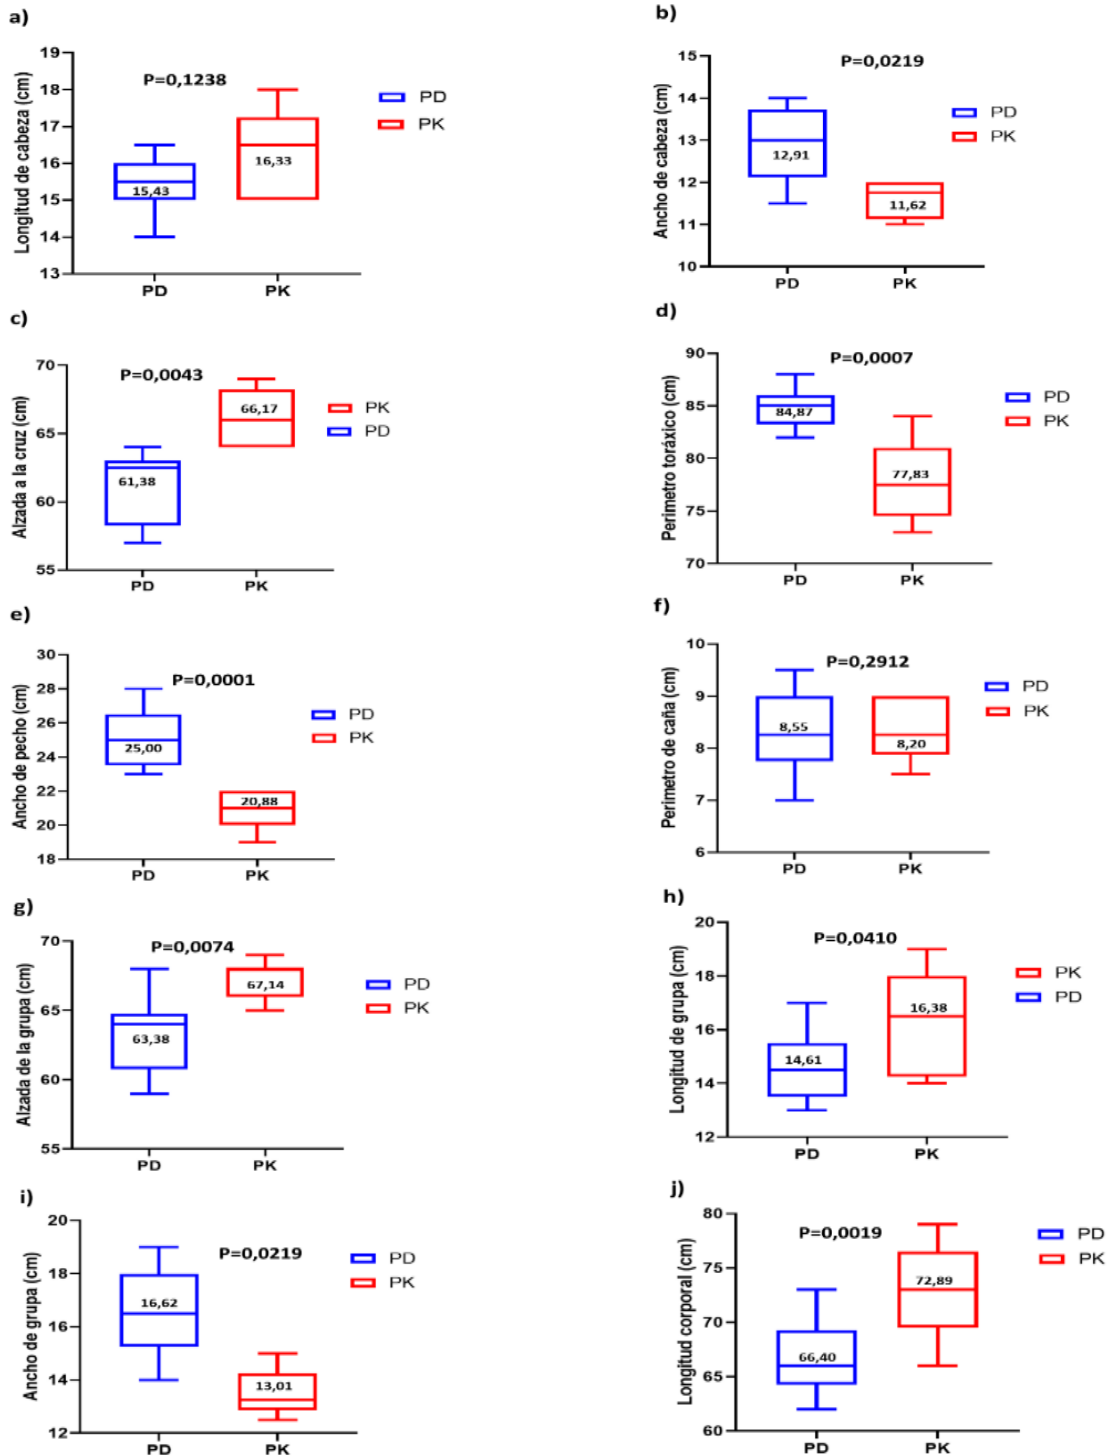 a)
19
18
17
16
15
14
13
Longitud de cabeza (cm)
P=0,1238
15,43
16,33
PD
PK
PD
PK
b)
15
14
13
12
11
10
Ancho de cabeza (cm)
P=0,0219
12,91
11,62
PD
PK
PD
PK
c)
70
65
60
55
Alzada a la cruz (cm)
P=0,0043
61,38
66,17
PK
PD
PD
PK
d)
90
85
80
75
70
Perimetro toráxico (cm)
P=0,0007
84,87
77,83
PD
PK
PD
PK
e)
30
28
26
24
22
20
18
Ancho de pecho (cm)
P=0,0001
25,00
20,88
PD
PK
PD
PK
f)
10
9
8
7
6
Perimetro de caña (cm)
P=0,2912
8,55
8,20
PD
PK
PD
PK
g)
70
65
60
55
Alzada de la grupa (cm)
P=0,0074
63,38
67,14
PD
PK
PD
PK
h)
20
18
16
14
12
Longitud de grupa (cm)
P=0,0410
14,61
16,38
PK
PD
PD
PK
i)
20
18
16
14
12
Ancho de grupa (cm)
P=0,0219
16,62
13,01
PD
PK
PD
PK
j)
80
75
70
65
60
Longitud corporal (cm)
P=0,0019
66,40
72,89
PD
PK
PD
PK